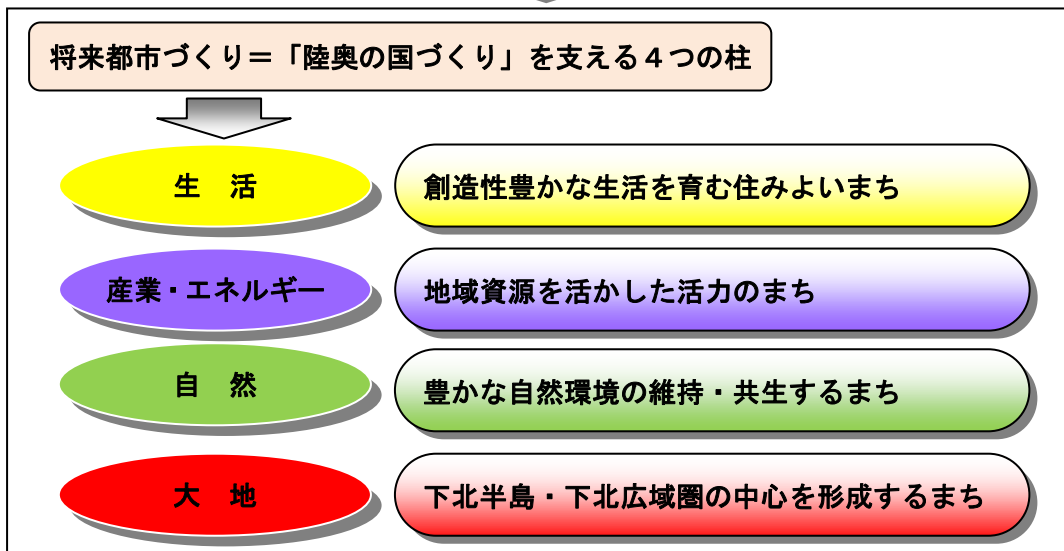 将来都市づくり＝「陸奥の国づくり」を支える４つの柱
生　活
創造性豊かな生活を育む住みよいまち
産業・エネルギー
地域資源を活かした活力のまち
自　然
豊かな自然環境の維持・共生するまち
大　地
下北半島・下北広域圏の中心を形成するまち